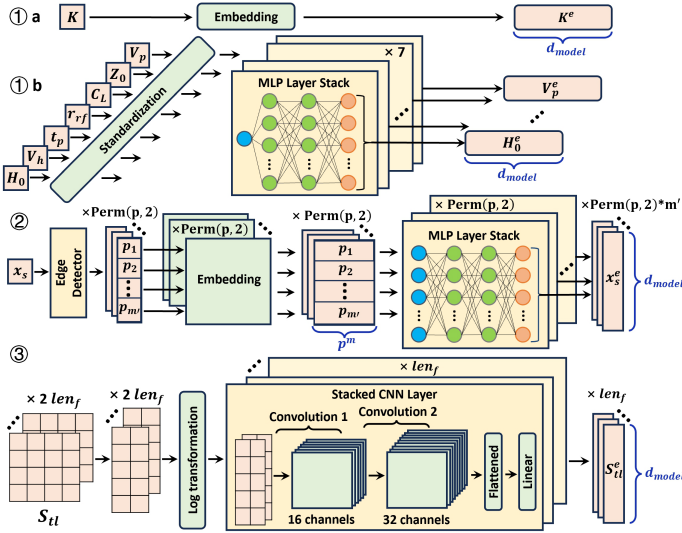 ① a
K
Embedding
K^e
d_model
① b
V_p
Z_0
C_L
r_rf
t_p
V_h
H_0
Standardization
× 7
MLP Layer Stack
V_p^e
H_0^e
d_model
②
x_s
Edge Detector
×Perm(p, 2)
p_1
p_2
p_m′
×Perm(p, 2)
Embedding
× Perm(p, 2)
p_1
p_2
p_m′
p^m
× Perm(p, 2)
MLP Layer Stack
×Perm(p, 2)*m′
x_s^e
d_model
③
× 2 len_f
S_tl
× 2 len_f
Log transformation
× len_f
Stacked CNN Layer
Convolution 1
Convolution 2
16 channels
32 channels
Flattened
Linear
× len_f
S_tl^e
d_model